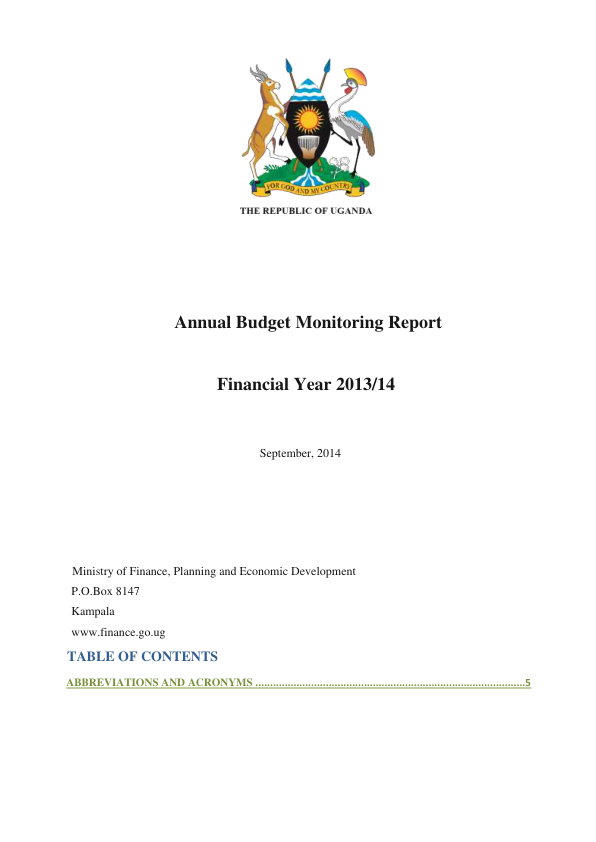 FOR GOD AND MY COUNTRY
THE REPUBLIC OF UGANDA
Annual Budget Monitoring Report
Financial Year 2013/14
September, 2014
Ministry of Finance, Planning and Economic Development
P.O.Box 8147
Kampala
www.finance.go.ug
TABLE OF CONTENTS
ABBREVIATIONS AND ACRONYMS ............................................................................................5